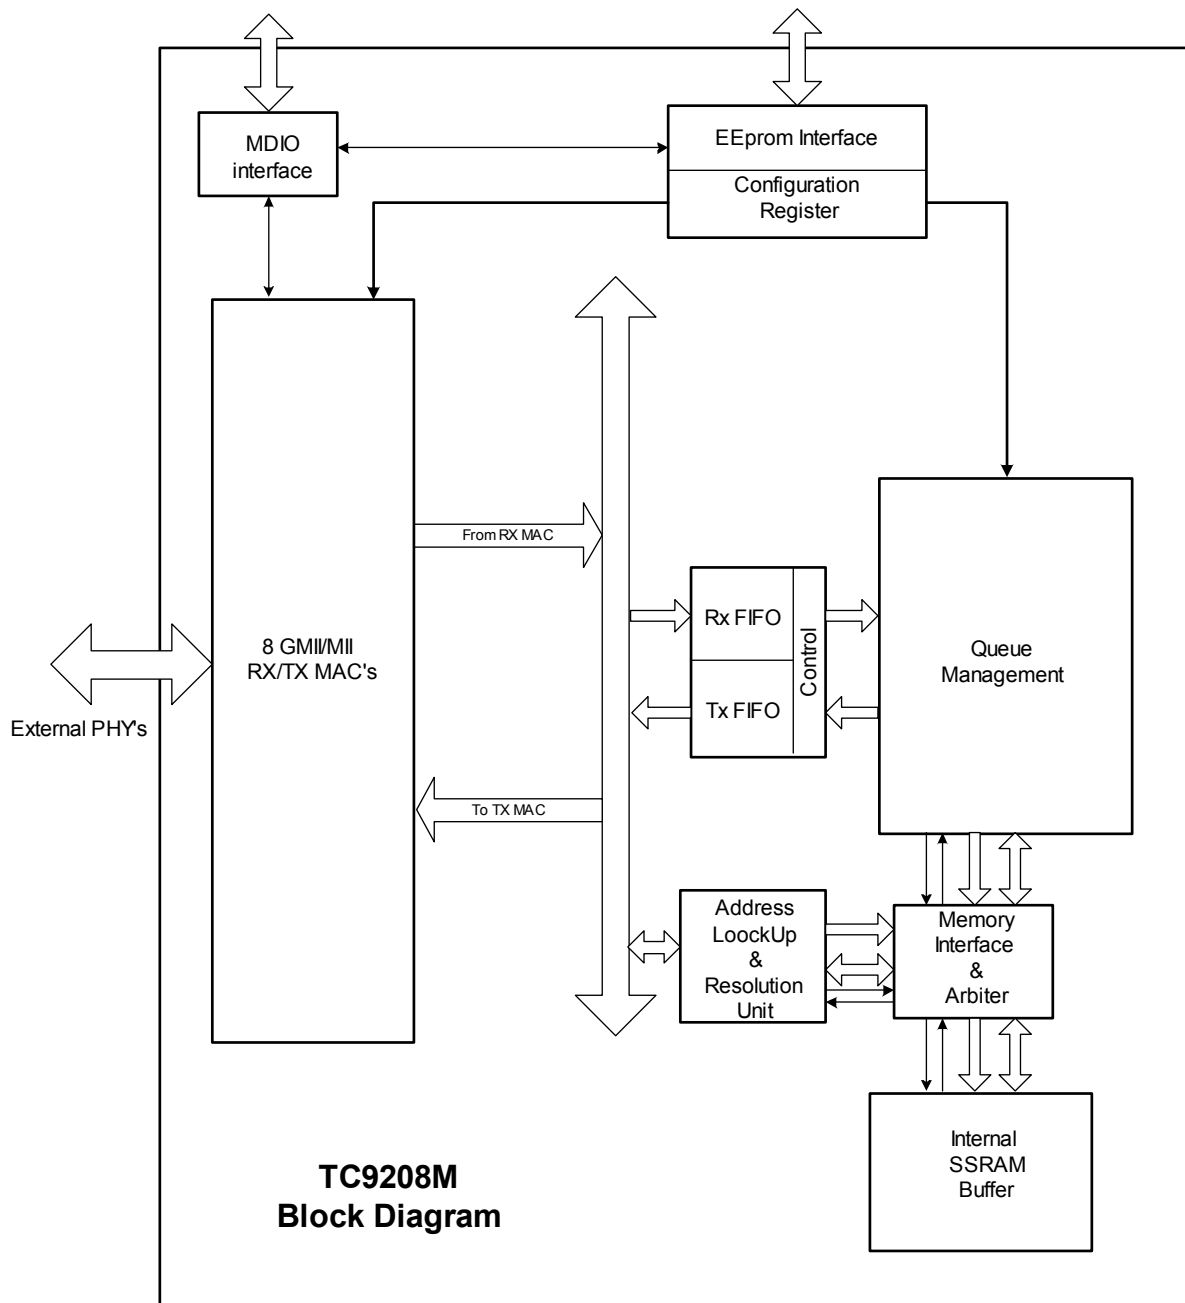 MDIO
interface
EEprom Interface
Configuration
Register
From RX MAC
8 GMII/MII
RX/TX MAC's
External PHY's
Rx FIFO
Tx FIFO
Control
Queue
Management
To TX MAC
Address
LoockUp
&
Resolution
Unit
Memory
Interface
&
Arbiter
Internal
SSRAM
Buffer
TC9208M
Block Diagram